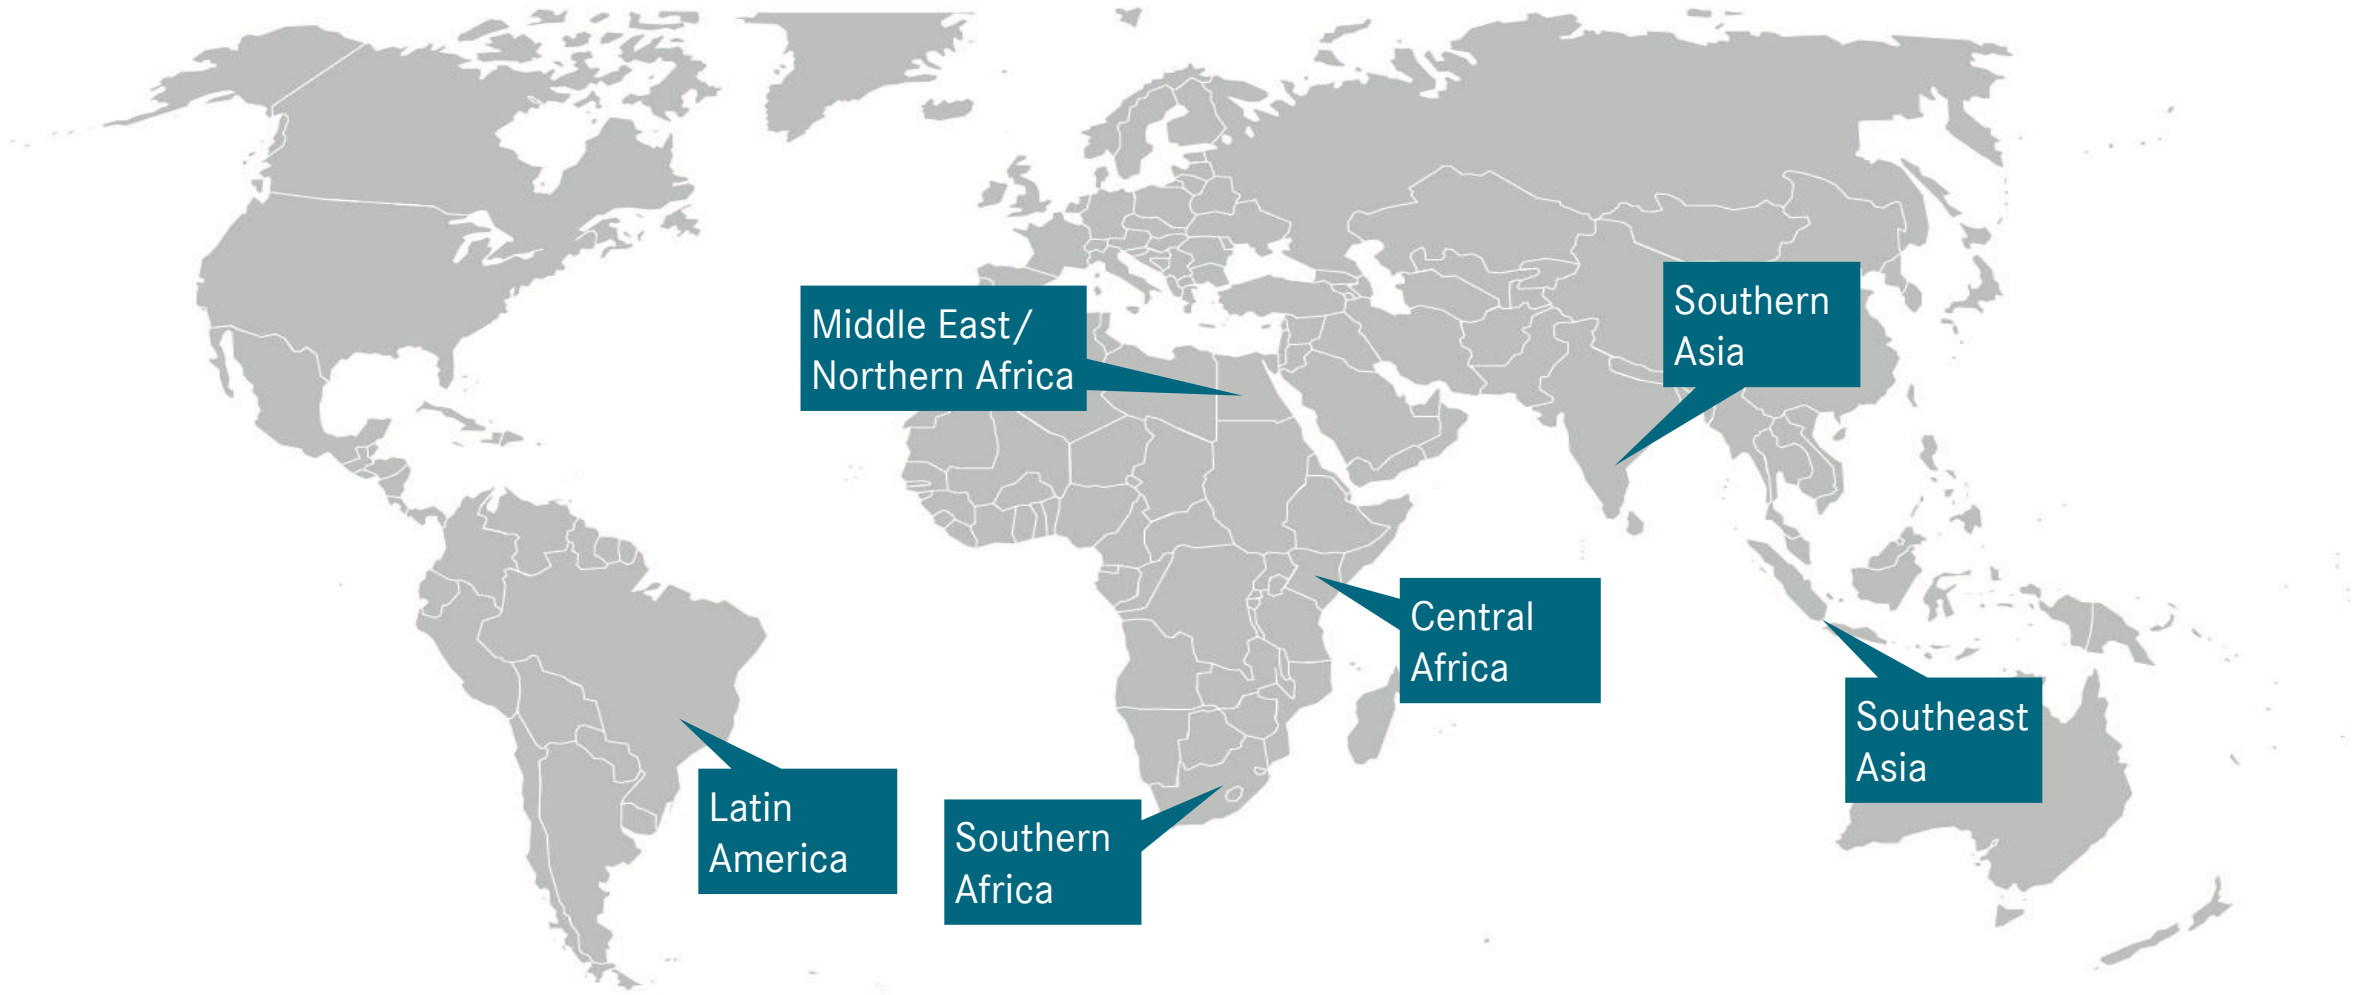 Middle East/
Northern Africa
Southern
Asia
Central
Africa
Southeast
Asia
Latin
America
Southern
Africa